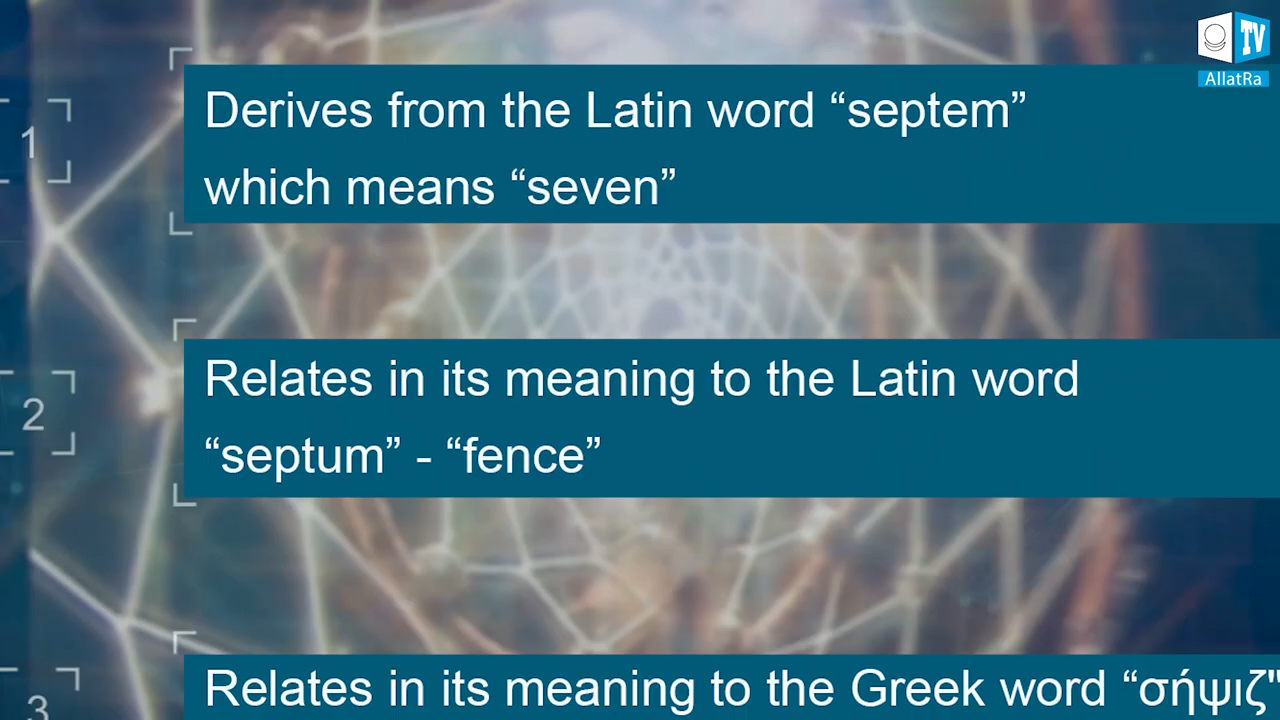 TV
AllatRa
1
Derives from the Latin word “septem”
which means “seven”
2
Relates in its meaning to the Latin word
“septum” - “fence”
3
Relates in its meaning to the Greek word “σήψιζ"